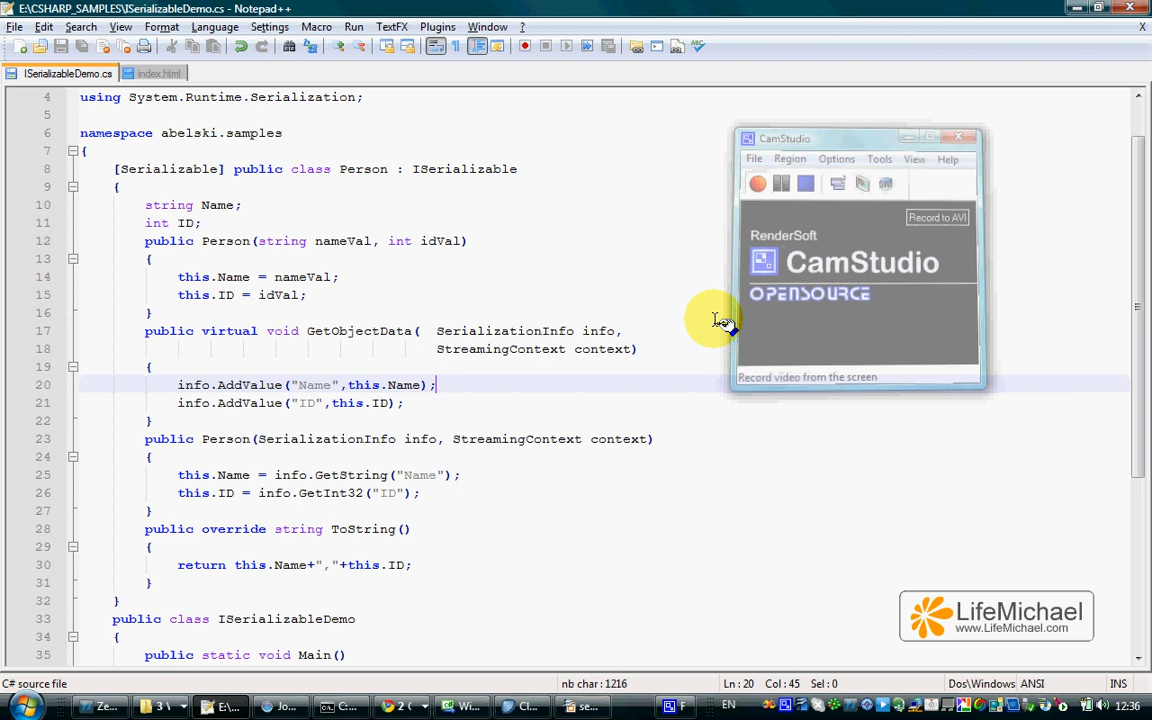 E:\CSHARP_SAMPLES\ISerializableDemo.cs - Notepad++
File Edit Search View Format Language Settings Macro Run TextFX Plugins Window ? X
ISerializableDemo.cs index.html
4 using System.Runtime.Serialization;
5
6 namespace abelski.samples
7 {
8 [Serializable] public class Person : ISerializable
9 {
10 string Name;
11 int ID;
12 public Person(string nameVal, int idVal)
13 {
14 this.Name = nameVal;
15 this.ID = idVal;
16 }
17 public virtual void GetObjectData( SerializationInfo info,
18 StreamingContext context)
19 {
20 info.AddValue("Name",this.Name);
21 info.AddValue("ID",this.ID);
22 }
23 public Person(SerializationInfo info, StreamingContext context)
24 {
25 this.Name = info.GetString("Name");
26 this.ID = info.GetInt32("ID");
27 }
28 public override string ToString()
29 {
30 return this.Name+","+this.ID;
31 }
32 }
33 public class ISerializableDemo
34 {
35 public static void Main()
CamStudio
File Region Options Tools View Help
Record to AVI
RenderSoft
CamStudio
OPENSOURCE
Record video from the screen
LifeMichael
www.LifeMichael.com
C# source file nb char : 1216 Ln : 20 Col : 45 Sel : 0 Dos\Windows ANSI INS
Ze... 3 \ E:\... Jo... C:... 2 ( Wi... Cl... se... F EN 12:36